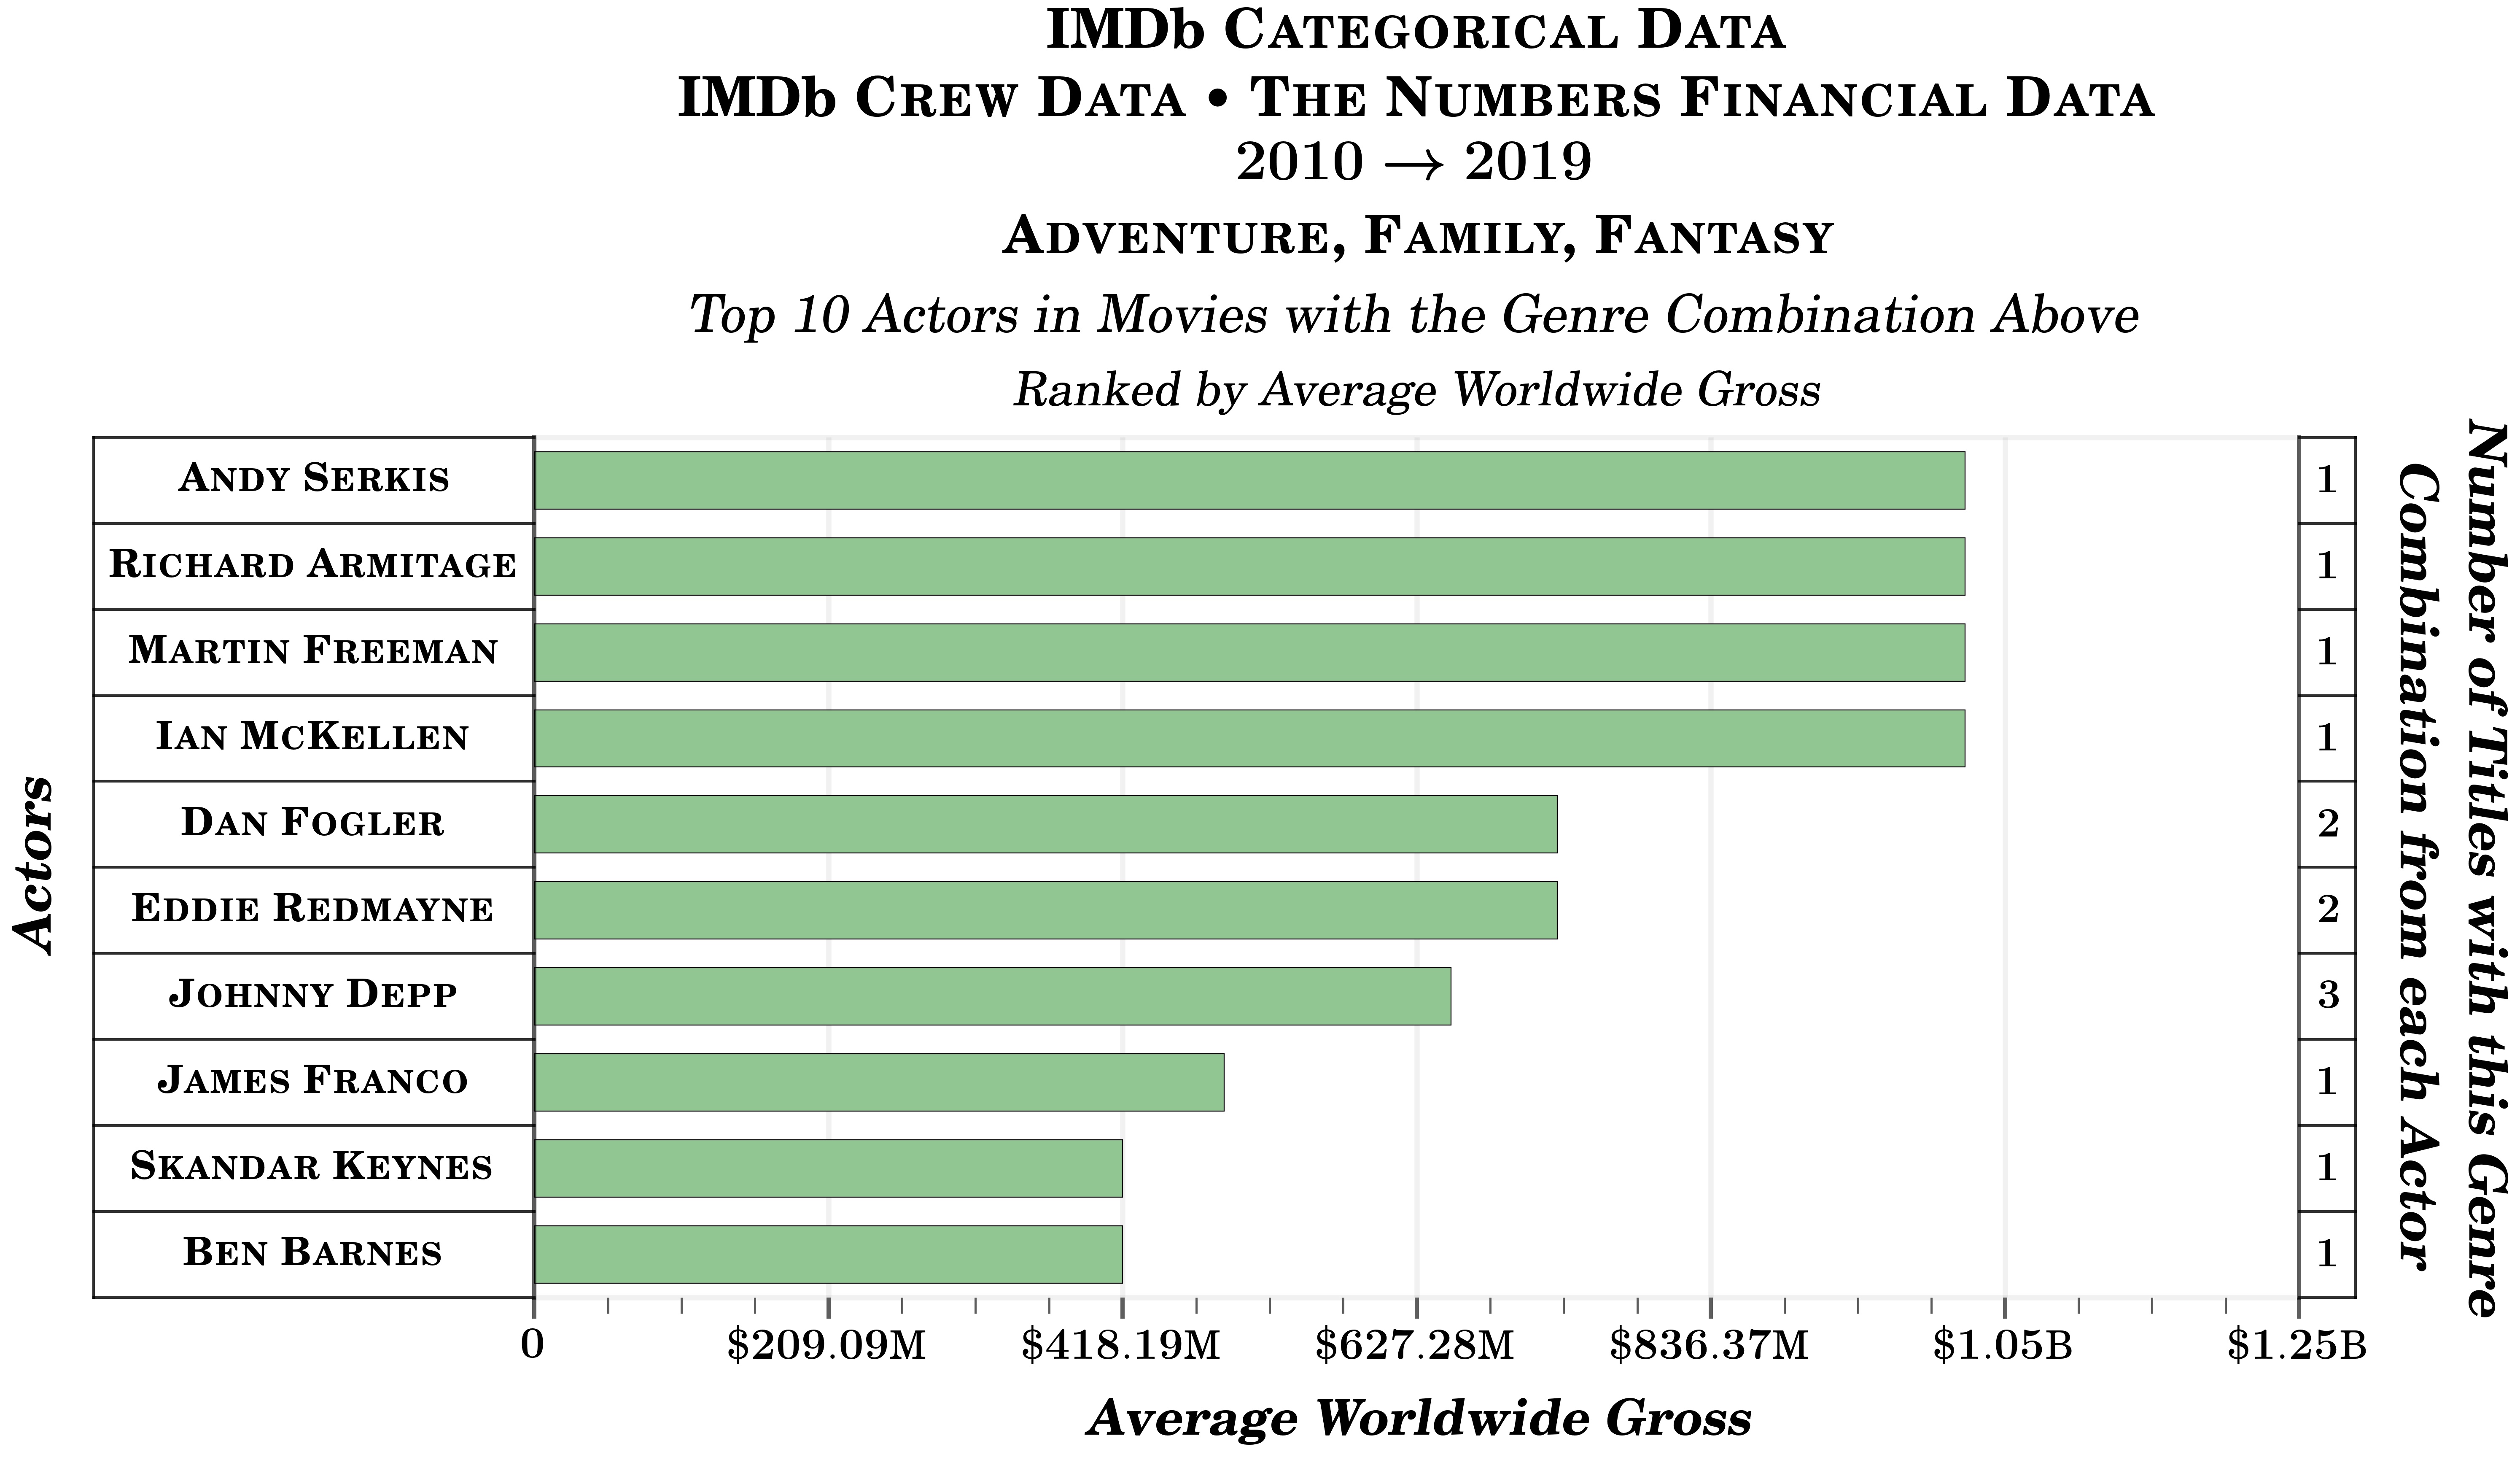 IMDb Categorical Data
IMDb Crew Data • The Numbers Financial Data
2010 → 2019
Adventure, Family, Fantasy
Top 10 Actors in Movies with the Genre Combination Above
Ranked by Average Worldwide Gross
Actors
Andy Serkis 1
Richard Armitage 1
Martin Freeman 1
Ian McKellen 1
Dan Fogler 2
Eddie Redmayne 2
Johnny Depp 3
James Franco 1
Skandar Keynes 1
Ben Barnes 1
Number of Titles with this Genre
Combination from each Actor
0 $209.09M $418.19M $627.28M $836.37M $1.05B $1.25B
Average Worldwide Gross